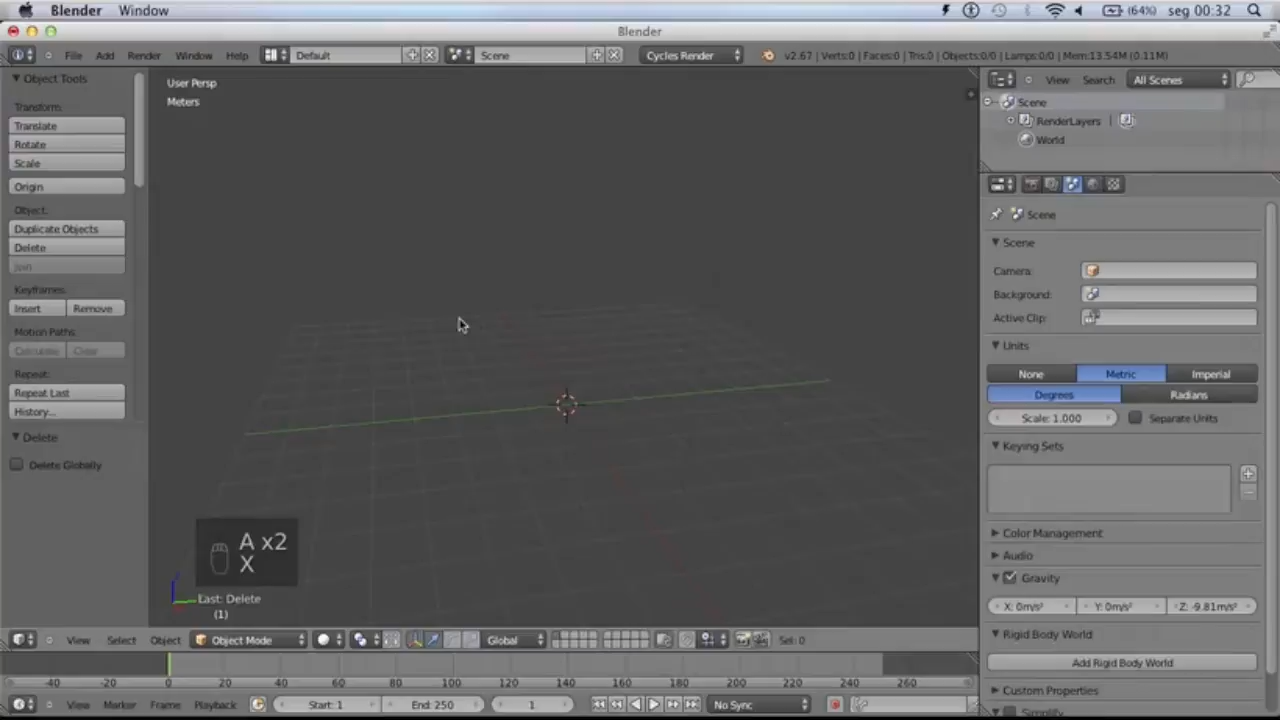 Blender Window (64%) seg 00:32
Blender
File Add Render Window Help Default Scene Cycles Render v2.67 | Verts:0 | Faces:0 | Tris:0 | Objects:0/0 | Lamps:0/0 | Mem:13.54M (0.11M)
Object Tools
Transform:
Translate
Rotate
Scale
Origin
Object:
Duplicate Objects
Delete
Join
Keyframes:
Insert Remove
Motion Paths:
Calculate Clear
Repeat:
Repeat Last
History...
Delete
Delete Globally
User Persp
Meters
A x2
X
Last: Delete
(1)
View Search All Scenes
Scene
RenderLayers |
World
Scene
Scene
Camera:
Background:
Active Clip:
Units
None Metric Imperial
Degrees Radians
Scale: 1.000 Separate Units
Keying Sets
Color Management
Audio
Gravity
X: 0m/s² Y: 0m/s² Z: -9.81m/s²
Rigid Body World
Add Rigid Body World
Custom Properties
Simplify
View Select Object Object Mode Global Sel: 0
-40 -20 0 20 40 60 80 100 120 140 160 180 200 220 240 260
View Marker Frame Playback Start: 1 End: 250 1 No Sync